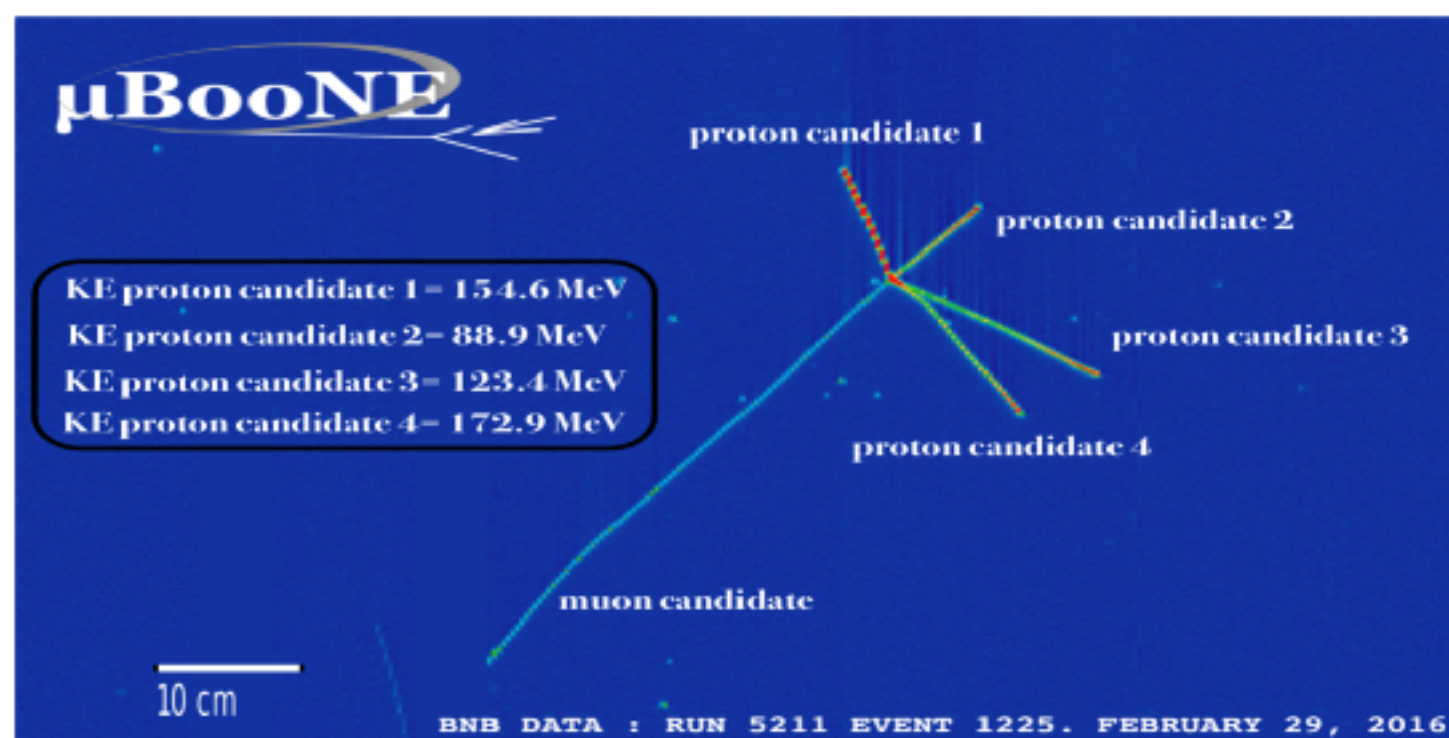 µBooNE
proton candidate 1
proton candidate 2
KE proton candidate 1 = 154.6 MeV
KE proton candidate 2= 88.9 MeV
KE proton candidate 3= 123.4 MeV
KE proton candidate 4= 172.9 MeV
proton candidate 3
proton candidate 4
muon candidate
10 cm
BNB DATA : RUN 5211 EVENT 1225. FEBRUARY 29, 2016